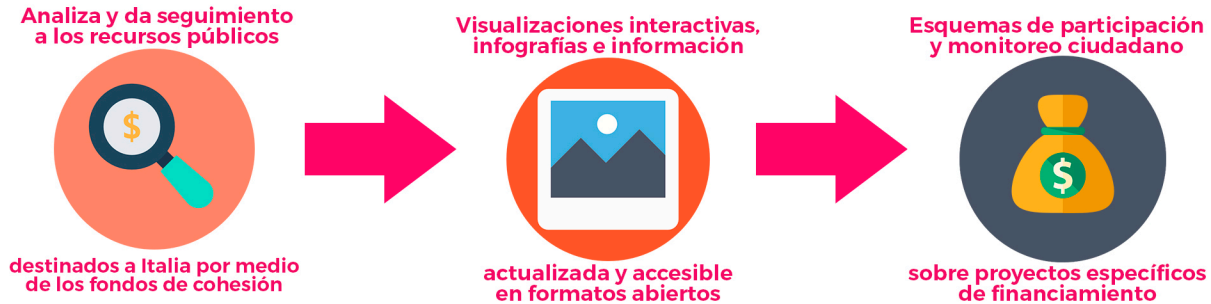 Analiza y da seguimiento
a los recursos públicos
$
destinados a Italia por medio
de los fondos de cohesión
Visualizaciones interactivas,
infografías e información
actualizada y accesible
en formatos abiertos
Esquemas de participación
y monitoreo ciudadano
$
sobre proyectos específicos
de financiamiento